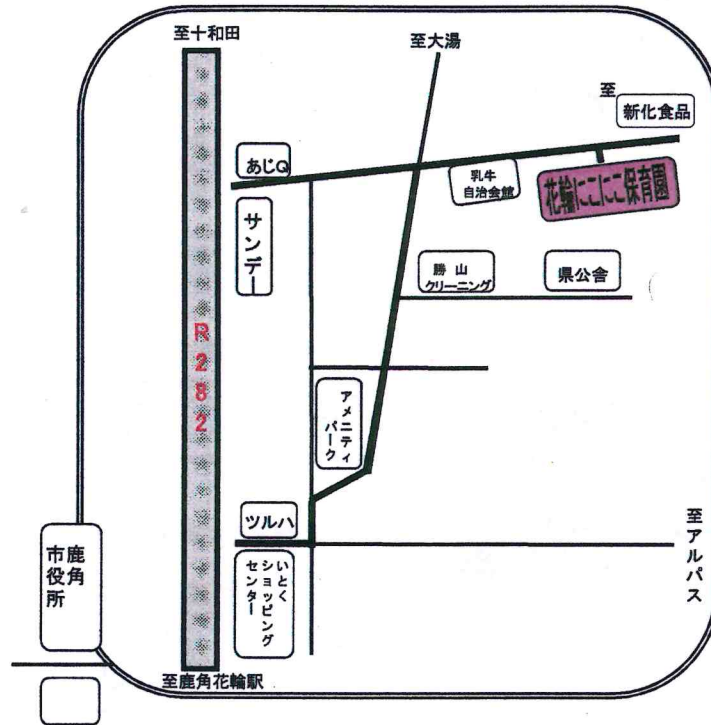 至十和田
至大湯
至
新化食品
あじQ
乳牛
自治会館
花輪にこにこ保育園
サンデー
勝山
クリーニング
県公舎
R282
アメニティ
パーク
ツルハ
至アルパス
鹿角
市役所
いとく
ショッピング
センター
至鹿角花輪駅